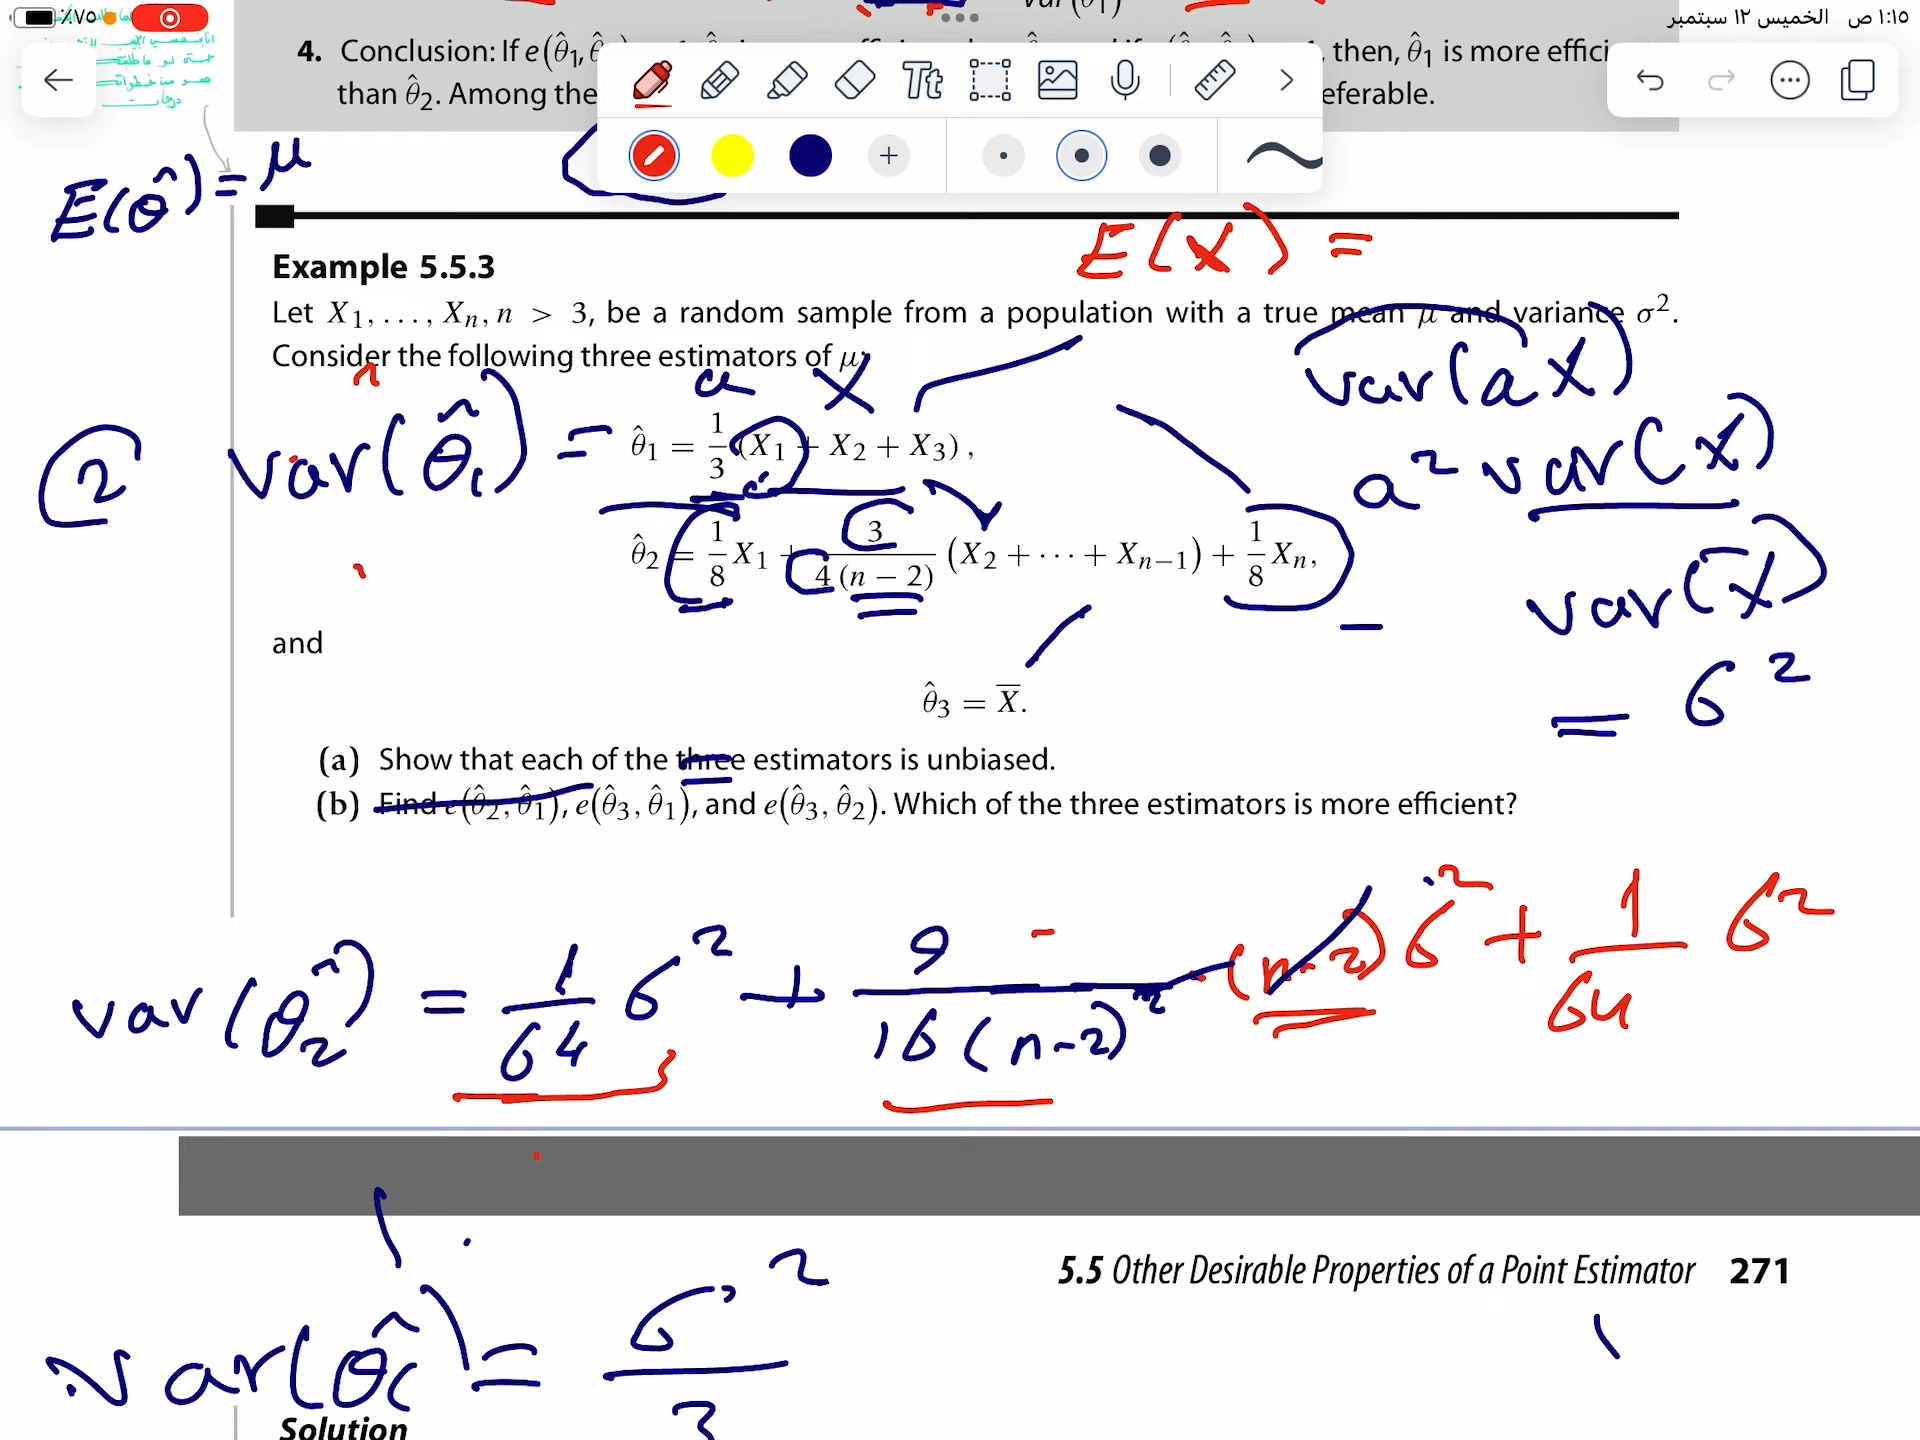 ٪٧٥
١:١٥ ص الخميس ١٢ سبتمبر
4. Conclusion: If e(θ̂1, θ̂ , then, θ̂1 is more effici
than θ̂2. Among the eferable.
Tt
E(θ̂) = μ
E(X) =
Example 5.5.3
Let X1, . . . , Xn, n > 3, be a random sample from a population with a true mean μ and variance σ².
Consider the following three estimators of μ:
a X
var(aX)
② var(θ̂1) = θ̂1 = 1/3 (X1 + X2 + X3),
a² var(X)
θ̂2 = 1/8 X1 + 3/4(n − 2) (X2 + · · · + Xn−1) + 1/8 Xn,
var(X)
and
= σ²
θ̂3 = X̅.
(a) Show that each of the three estimators is unbiased.
(b) Find e(θ̂2, θ̂1), e(θ̂3, θ̂1), and e(θ̂3, θ̂2). Which of the three estimators is more efficient?
var(θ̂2) = 1/64 σ² + 9/16(n-2)² (n-2) σ² + 1/64 σ²
5.5 Other Desirable Properties of a Point Estimator 271
var(θ̂1) = σ²/3
Solution